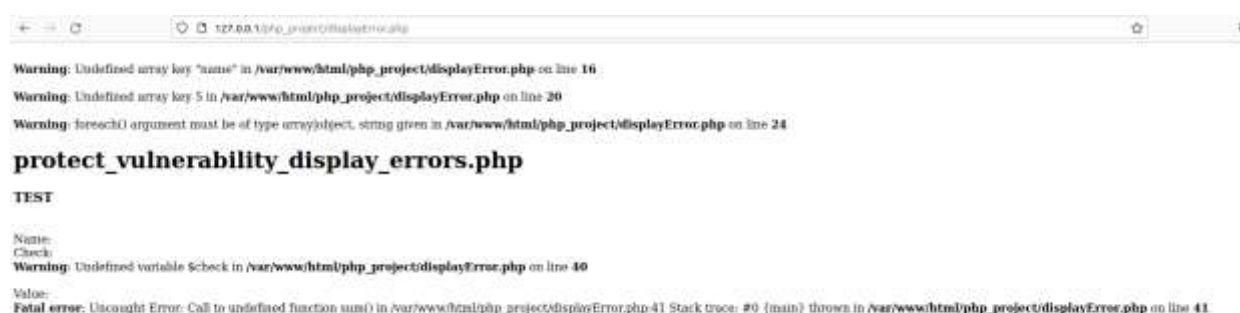 127.0.0.1/php_project/displayError.php
Warning: Undefined array key "name" in /var/www/html/php_project/displayError.php on line 16
Warning: Undefined array key 5 in /var/www/html/php_project/displayError.php on line 20
Warning: foreach() argument must be of type array|object, string given in /var/www/html/php_project/displayError.php on line 24
protect_vulnerability_display_errors.php
TEST
Name:
Check:
Warning: Undefined variable $check in /var/www/html/php_project/displayError.php on line 40
Value:
Fatal error: Uncaught Error: Call to undefined function sum() in /var/www/html/php_project/displayError.php:41 Stack trace: #0 {main} thrown in /var/www/html/php_project/displayError.php on line 41